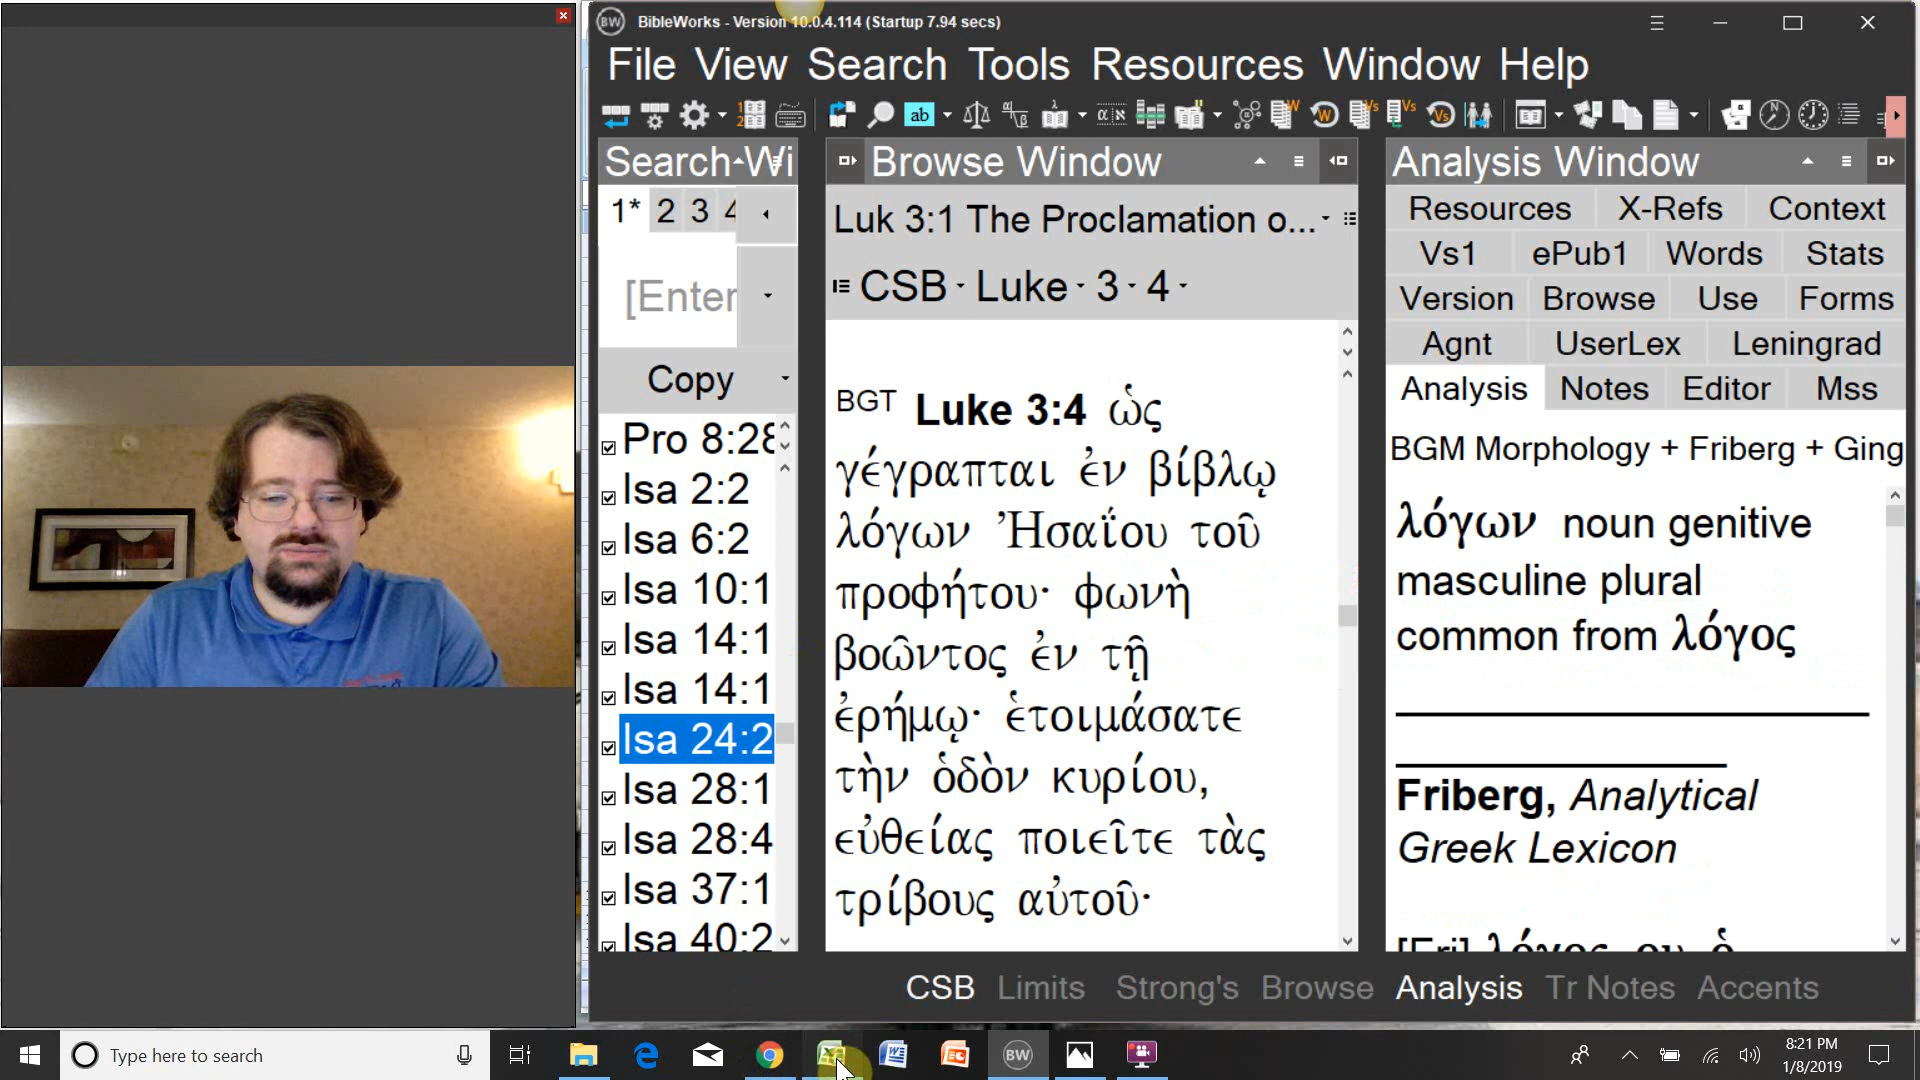 BW BibleWorks - Version 10.0.4.114 (Startup 7.94 secs)
File View Search Tools Resources Window Help
Search Wi
Browse Window
Analysis Window
1* 2 3 4
[Enter
Copy
Pro 8:28
Isa 2:2
Isa 6:2
Isa 10:1
Isa 14:1
Isa 14:1
Isa 24:2
Isa 28:1
Isa 28:4
Isa 37:1
Isa 40:2
Luk 3:1 The Proclamation o...
CSB Luke 3 4
BGT Luke 3:4 ὡς
γέγραπται ἐν βίβλῳ
λόγων Ἠσαΐου τοῦ
προφήτου· φωνὴ
βοῶντος ἐν τῇ
ἐρήμῳ· ἑτοιμάσατε
τὴν ὁδὸν κυρίου,
εὐθείας ποιεῖτε τὰς
τρίβους αὐτοῦ·
Resources X-Refs Context
Vs1 ePub1 Words Stats
Version Browse Use Forms
Agnt UserLex Leningrad
Analysis Notes Editor Mss
BGM Morphology + Friberg + Ging
λόγων noun genitive
masculine plural
common from λόγος
Friberg, Analytical
Greek Lexicon
[Fri] λόγος, ου, ὁ
CSB Limits Strong's Browse Analysis Tr Notes Accents
Type here to search
BW
8:21 PM
1/8/2019